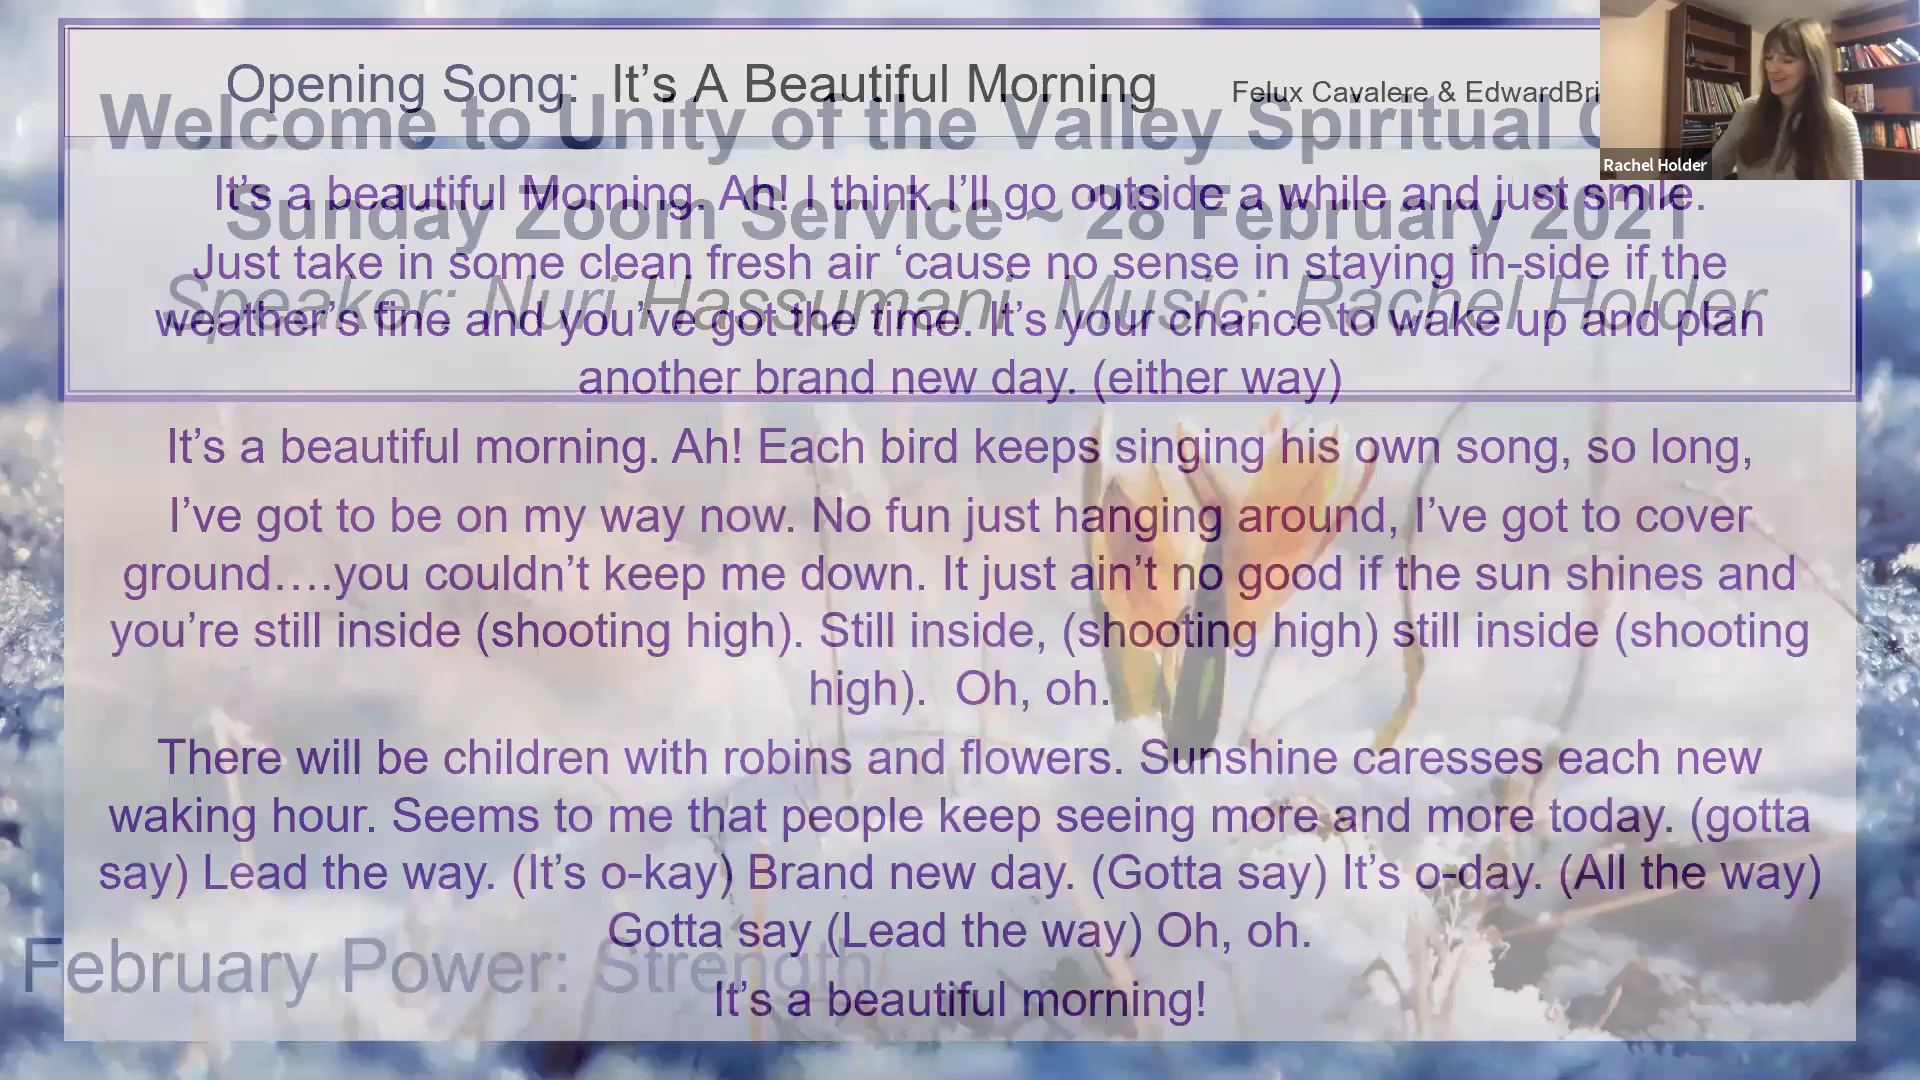 Opening Song: It’s A Beautiful Morning Felux Cavalere & EdwardBri
Welcome to Unity of the Valley Spiritual C
Sunday Zoom Service ~ 28 February 2021
Speaker: Nuri Hassumani Music: Rachel Holder
Rachel Holder
It’s a beautiful Morning. Ah! I think I’ll go outside a while and just smile.
Just take in some clean fresh air ‘cause no sense in staying in-side if the
weather’s fine and you’ve got the time. It’s your chance to wake up and plan
another brand new day. (either way)
It’s a beautiful morning. Ah! Each bird keeps singing his own song, so long,
I’ve got to be on my way now. No fun just hanging around, I’ve got to cover
ground….you couldn’t keep me down. It just ain’t no good if the sun shines and
you’re still inside (shooting high). Still inside, (shooting high) still inside (shooting
high). Oh, oh.
There will be children with robins and flowers. Sunshine caresses each new
waking hour. Seems to me that people keep seeing more and more today. (gotta
say) Lead the way. (It’s o-kay) Brand new day. (Gotta say) It’s o-day. (All the way)
Gotta say (Lead the way) Oh, oh.
It’s a beautiful morning!
February Power: Strength